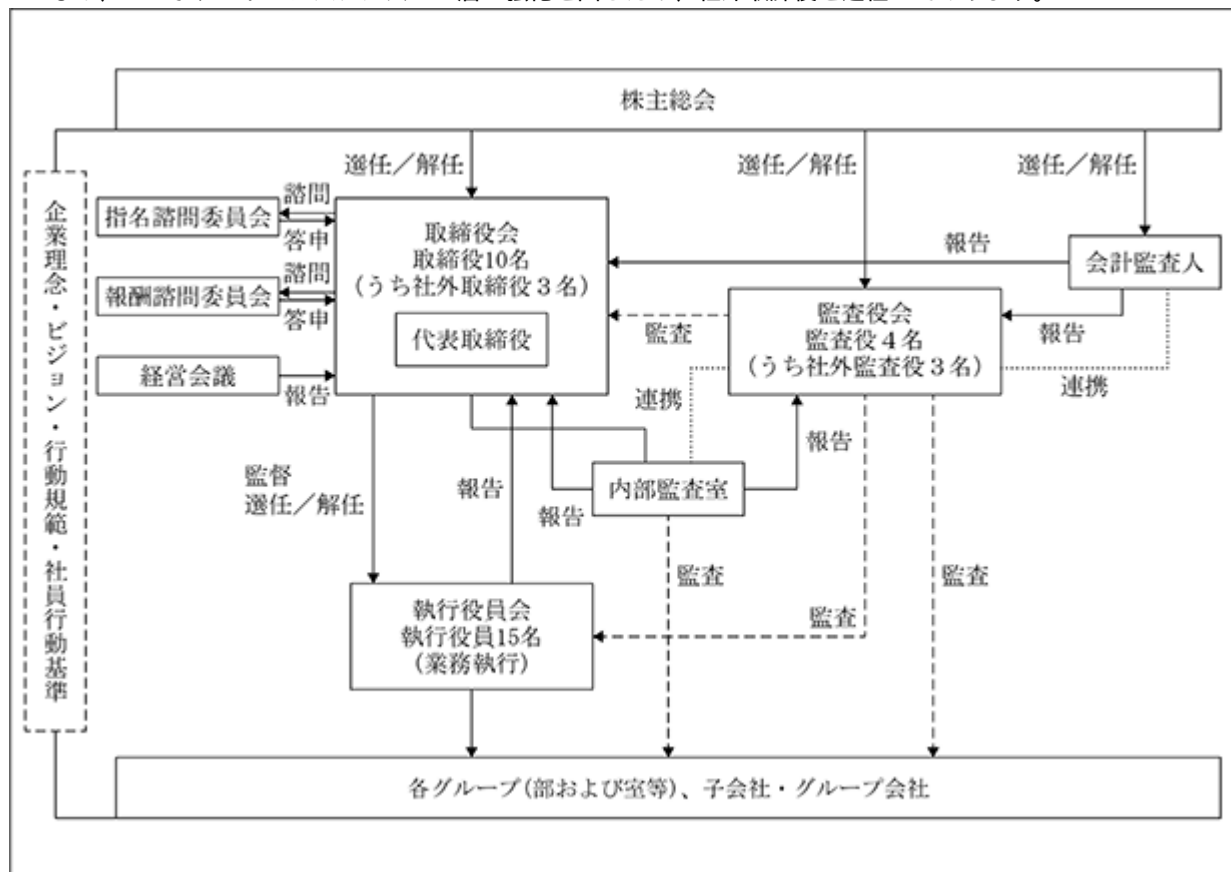 株主総会
選任／解任
選任／解任
選任／解任
企業理念・ビジョン・行動規範・社員行動基準
指名諮問委員会
諮問
答申
報酬諮問委員会
諮問
答申
経営会議
報告
取締役会
取締役10名
（うち社外取締役３名）
代表取締役
報告
会計監査人
監査
監査役会
監査役４名
（うち社外監査役３名）
報告
連携
連携
監督
選任／解任
報告
報告
内部監査室
報告
執行役員会
執行役員15名
（業務執行）
監査
監査
監査
各グループ（部および室等）、子会社・グループ会社